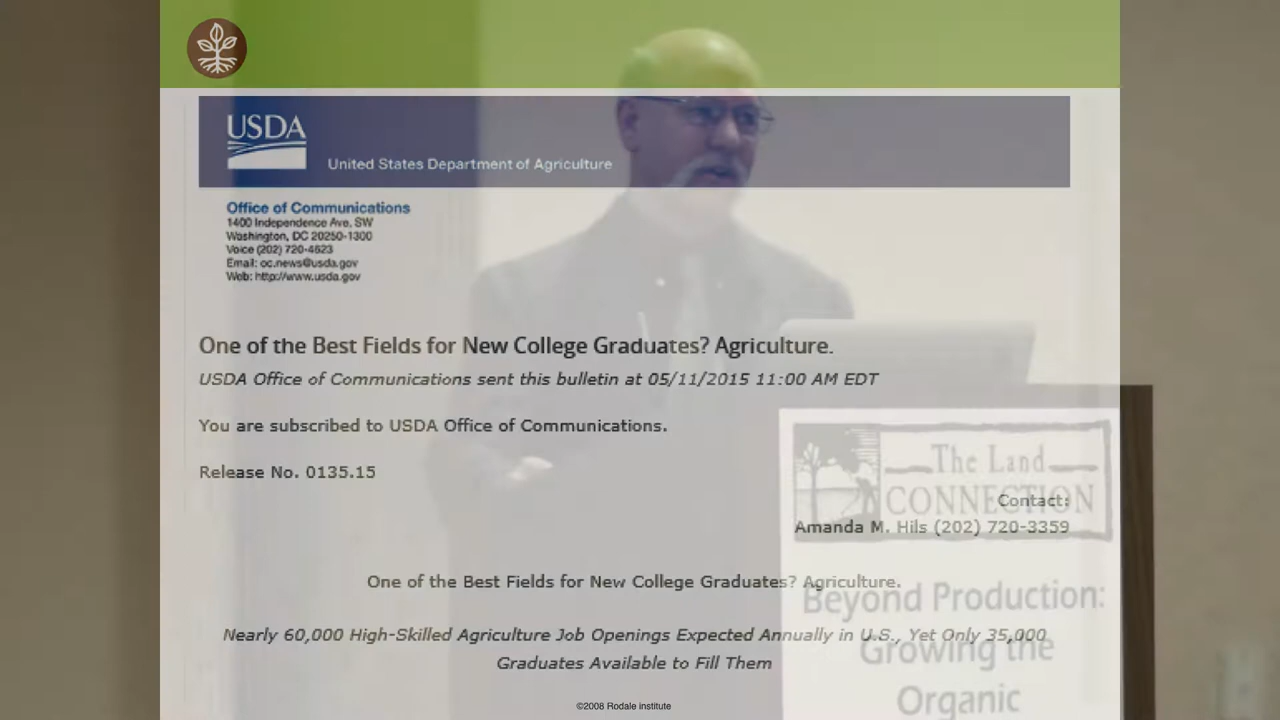 USDA
United States Department of Agriculture
Office of Communications
1400 Independence Ave, SW
Washington, DC 20250-1300
Voice (202) 720-4623
Email: oc.news@usda.gov
Web: http://www.usda.gov
One of the Best Fields for New College Graduates? Agriculture.
USDA Office of Communications sent this bulletin at 05/11/2015 11:00 AM EDT
You are subscribed to USDA Office of Communications.
Release No. 0135.15
The Land
CONNECTION
Contact:
Amanda M. Hils (202) 720-3359
One of the Best Fields for New College Graduates? Agriculture.
Beyond Production:
Nearly 60,000 High-Skilled Agriculture Job Openings Expected Annually in U.S., Yet Only 35,000
Graduates Available to Fill Them
Growing the
Organic
©2008 Rodale institute